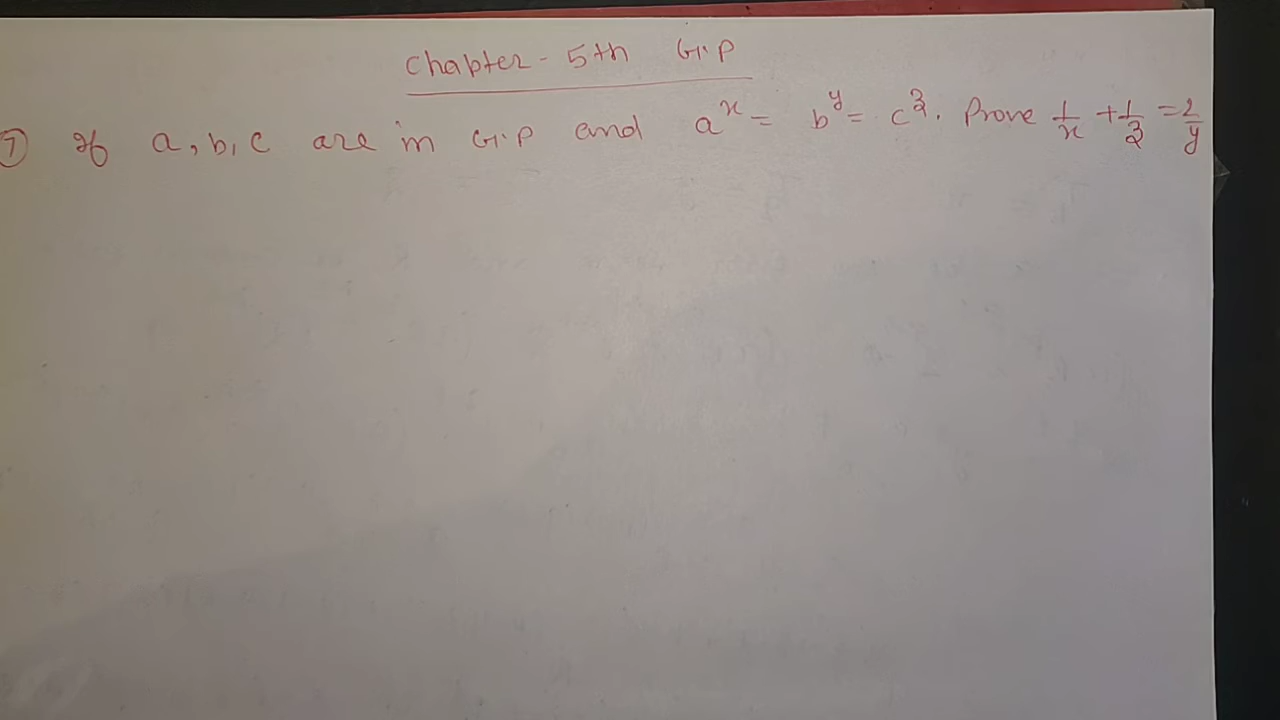 Chapter - 5th G.P
7) If a, b, c are in G.P and a^x = b^y = c^z. Prove 1/x + 1/z = 2/y